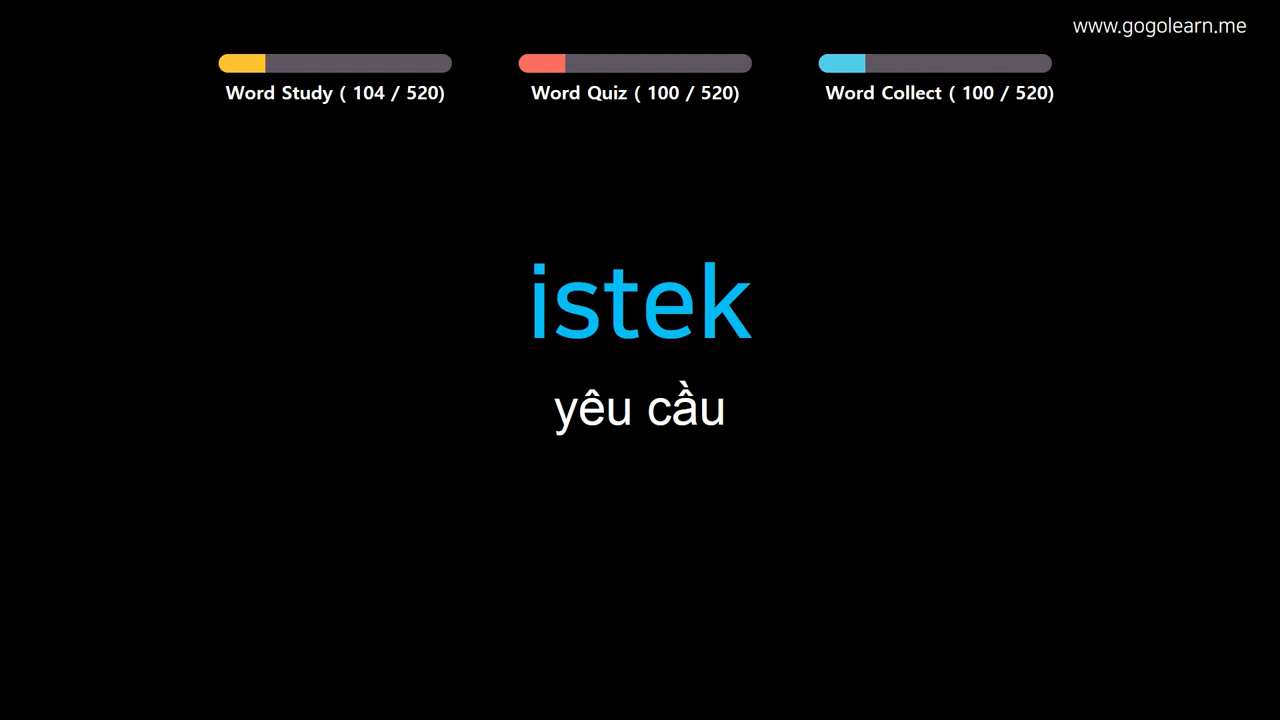 www.gogolearn.me
Word Study ( 104 / 520)
Word Quiz ( 100 / 520)
Word Collect ( 100 / 520)
istek
yêu cầu